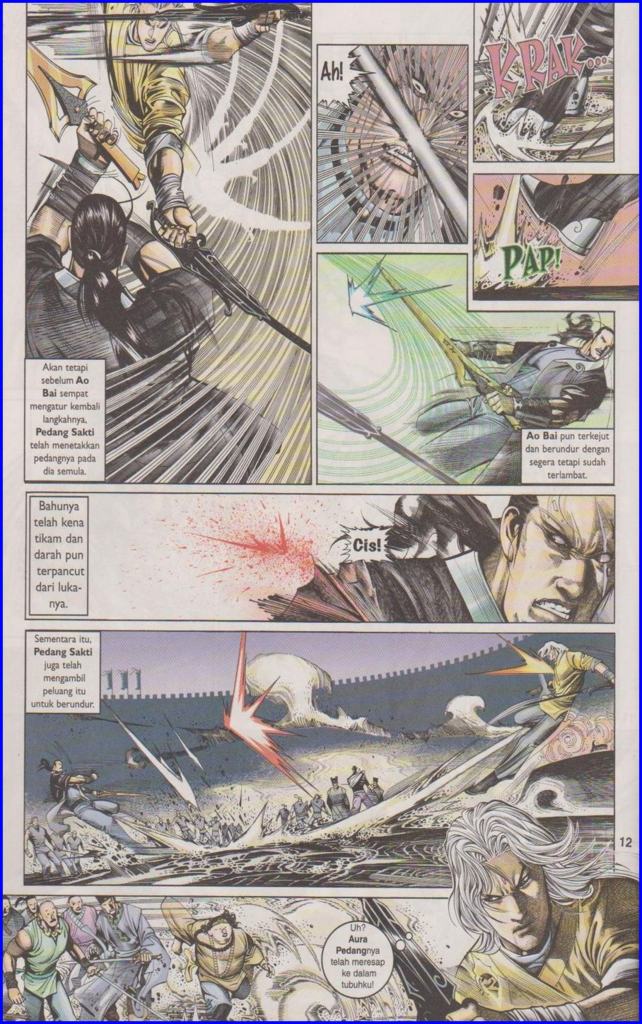 Ah!
KRAK...
PAP!
Akan tetapi
sebelum Ao
Bai sempat
mengatur kembali
langkahnya,
Pedang Sakti
telah menetakkan
pedangnya pada
dia semula.
Ao Bai pun terkejut
dan berundur dengan
segera tetapi sudah
terlambat.
Bahunya
telah kena
tikam dan
darah pun
terpancut
dari luka-
nya.
Cis!
Sementara itu,
Pedang Sakti
juga telah
mengambil
peluang itu
untuk berundur.
12
Uh?
Aura
Pedangnya
telah meresap
ke dalam
tubuhku!